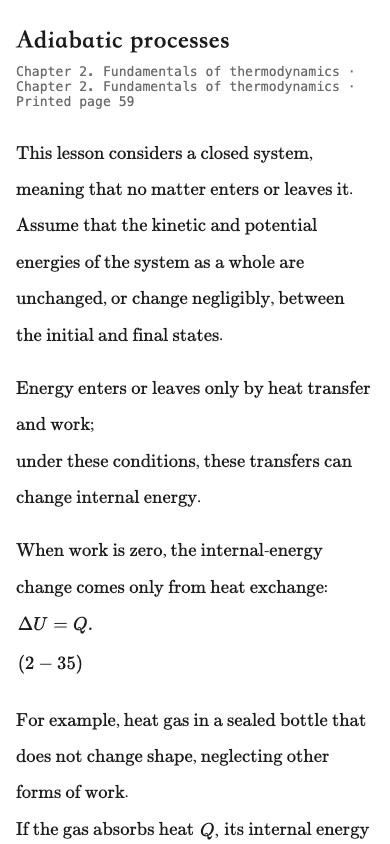 Adiabatic processes
Chapter 2. Fundamentals of thermodynamics ·
Chapter 2. Fundamentals of thermodynamics ·
Printed page 59
This lesson considers a closed system,
meaning that no matter enters or leaves it.
Assume that the kinetic and potential
energies of the system as a whole are
unchanged, or change negligibly, between
the initial and final states.
Energy enters or leaves only by heat transfer
and work;
under these conditions, these transfers can
change internal energy.
When work is zero, the internal-energy
change comes only from heat exchange:
ΔU = Q.
(2 − 35)
For example, heat gas in a sealed bottle that
does not change shape, neglecting other
forms of work.
If the gas absorbs heat Q, its internal energy